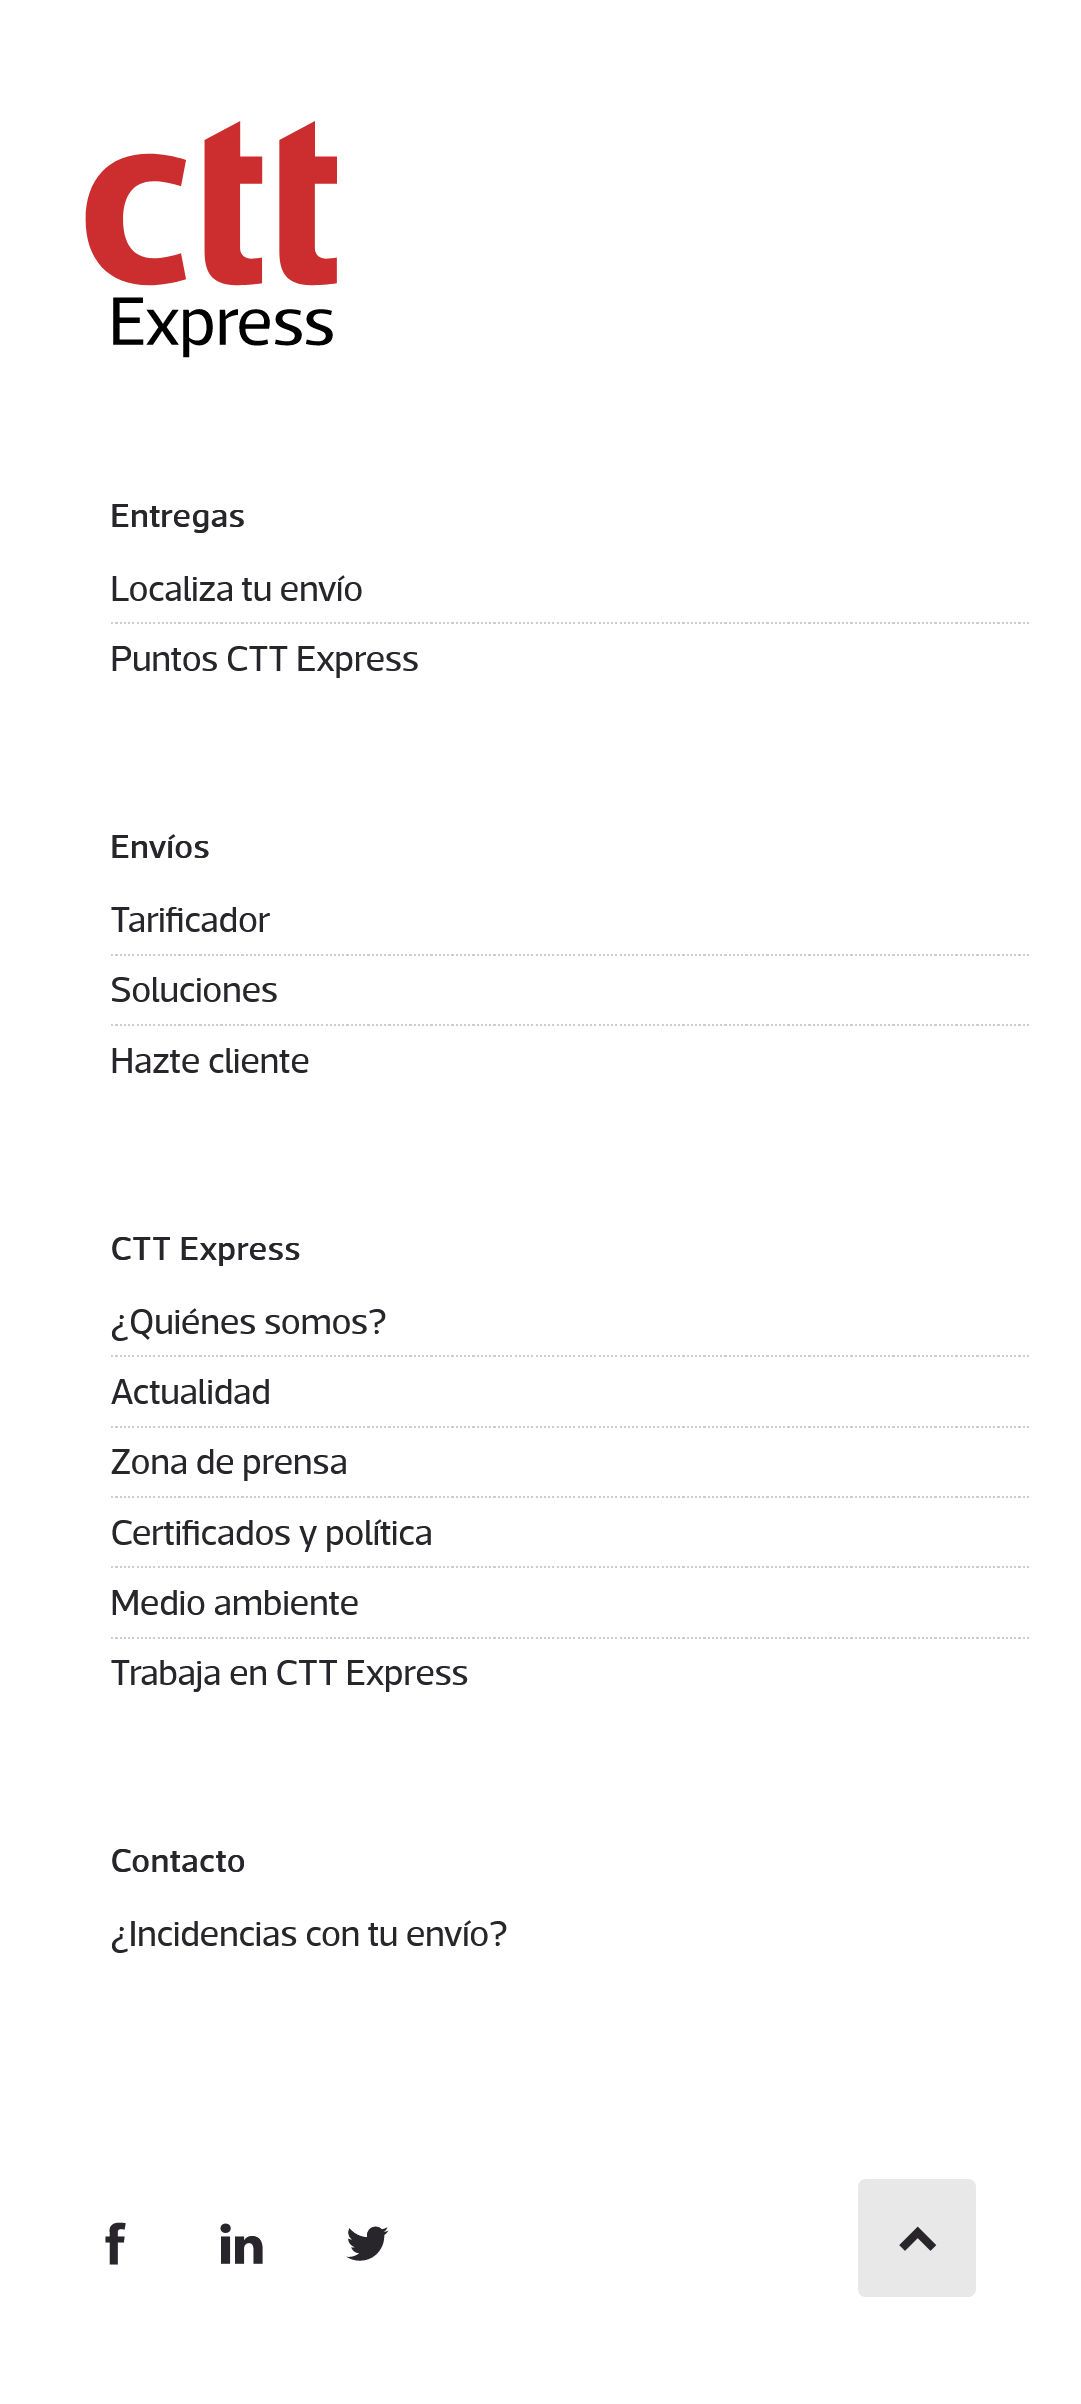 ctt
Express
Entregas
Localiza tu envío
Puntos CTT Express
Envíos
Tarificador
Soluciones
Hazte cliente
CTT Express
¿Quiénes somos?
Actualidad
Zona de prensa
Certificados y política
Medio ambiente
Trabaja en CTT Express
Contacto
¿Incidencias con tu envío?